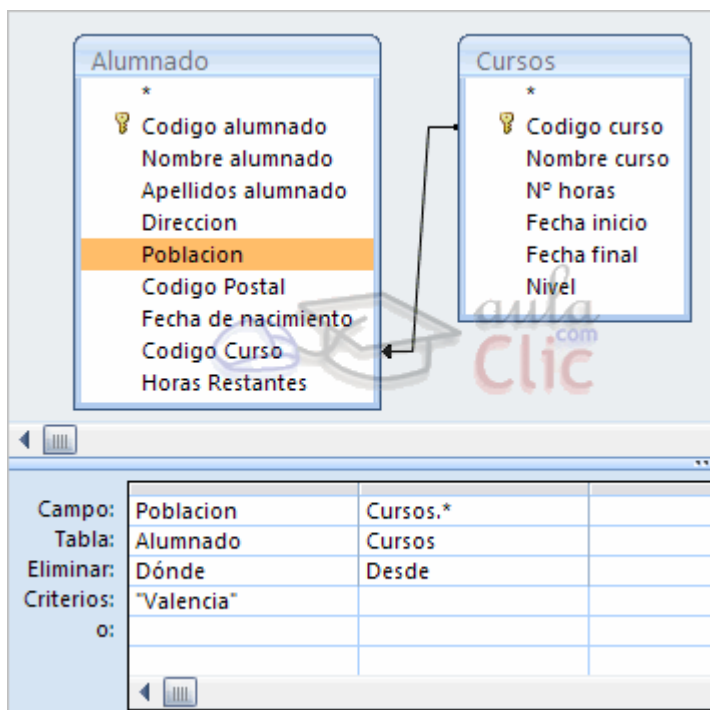 Alumnado
*
Codigo alumnado
Nombre alumnado
Apellidos alumnado
Direccion
Poblacion
Codigo Postal
Fecha de nacimiento
Codigo Curso
Horas Restantes
Cursos
*
Codigo curso
Nombre curso
Nº horas
Fecha inicio
Fecha final
Nivel
aula
.com
Clic
Campo: Poblacion Cursos.*
Tabla: Alumnado Cursos
Eliminar: Dónde Desde
Criterios: "Valencia"
o: